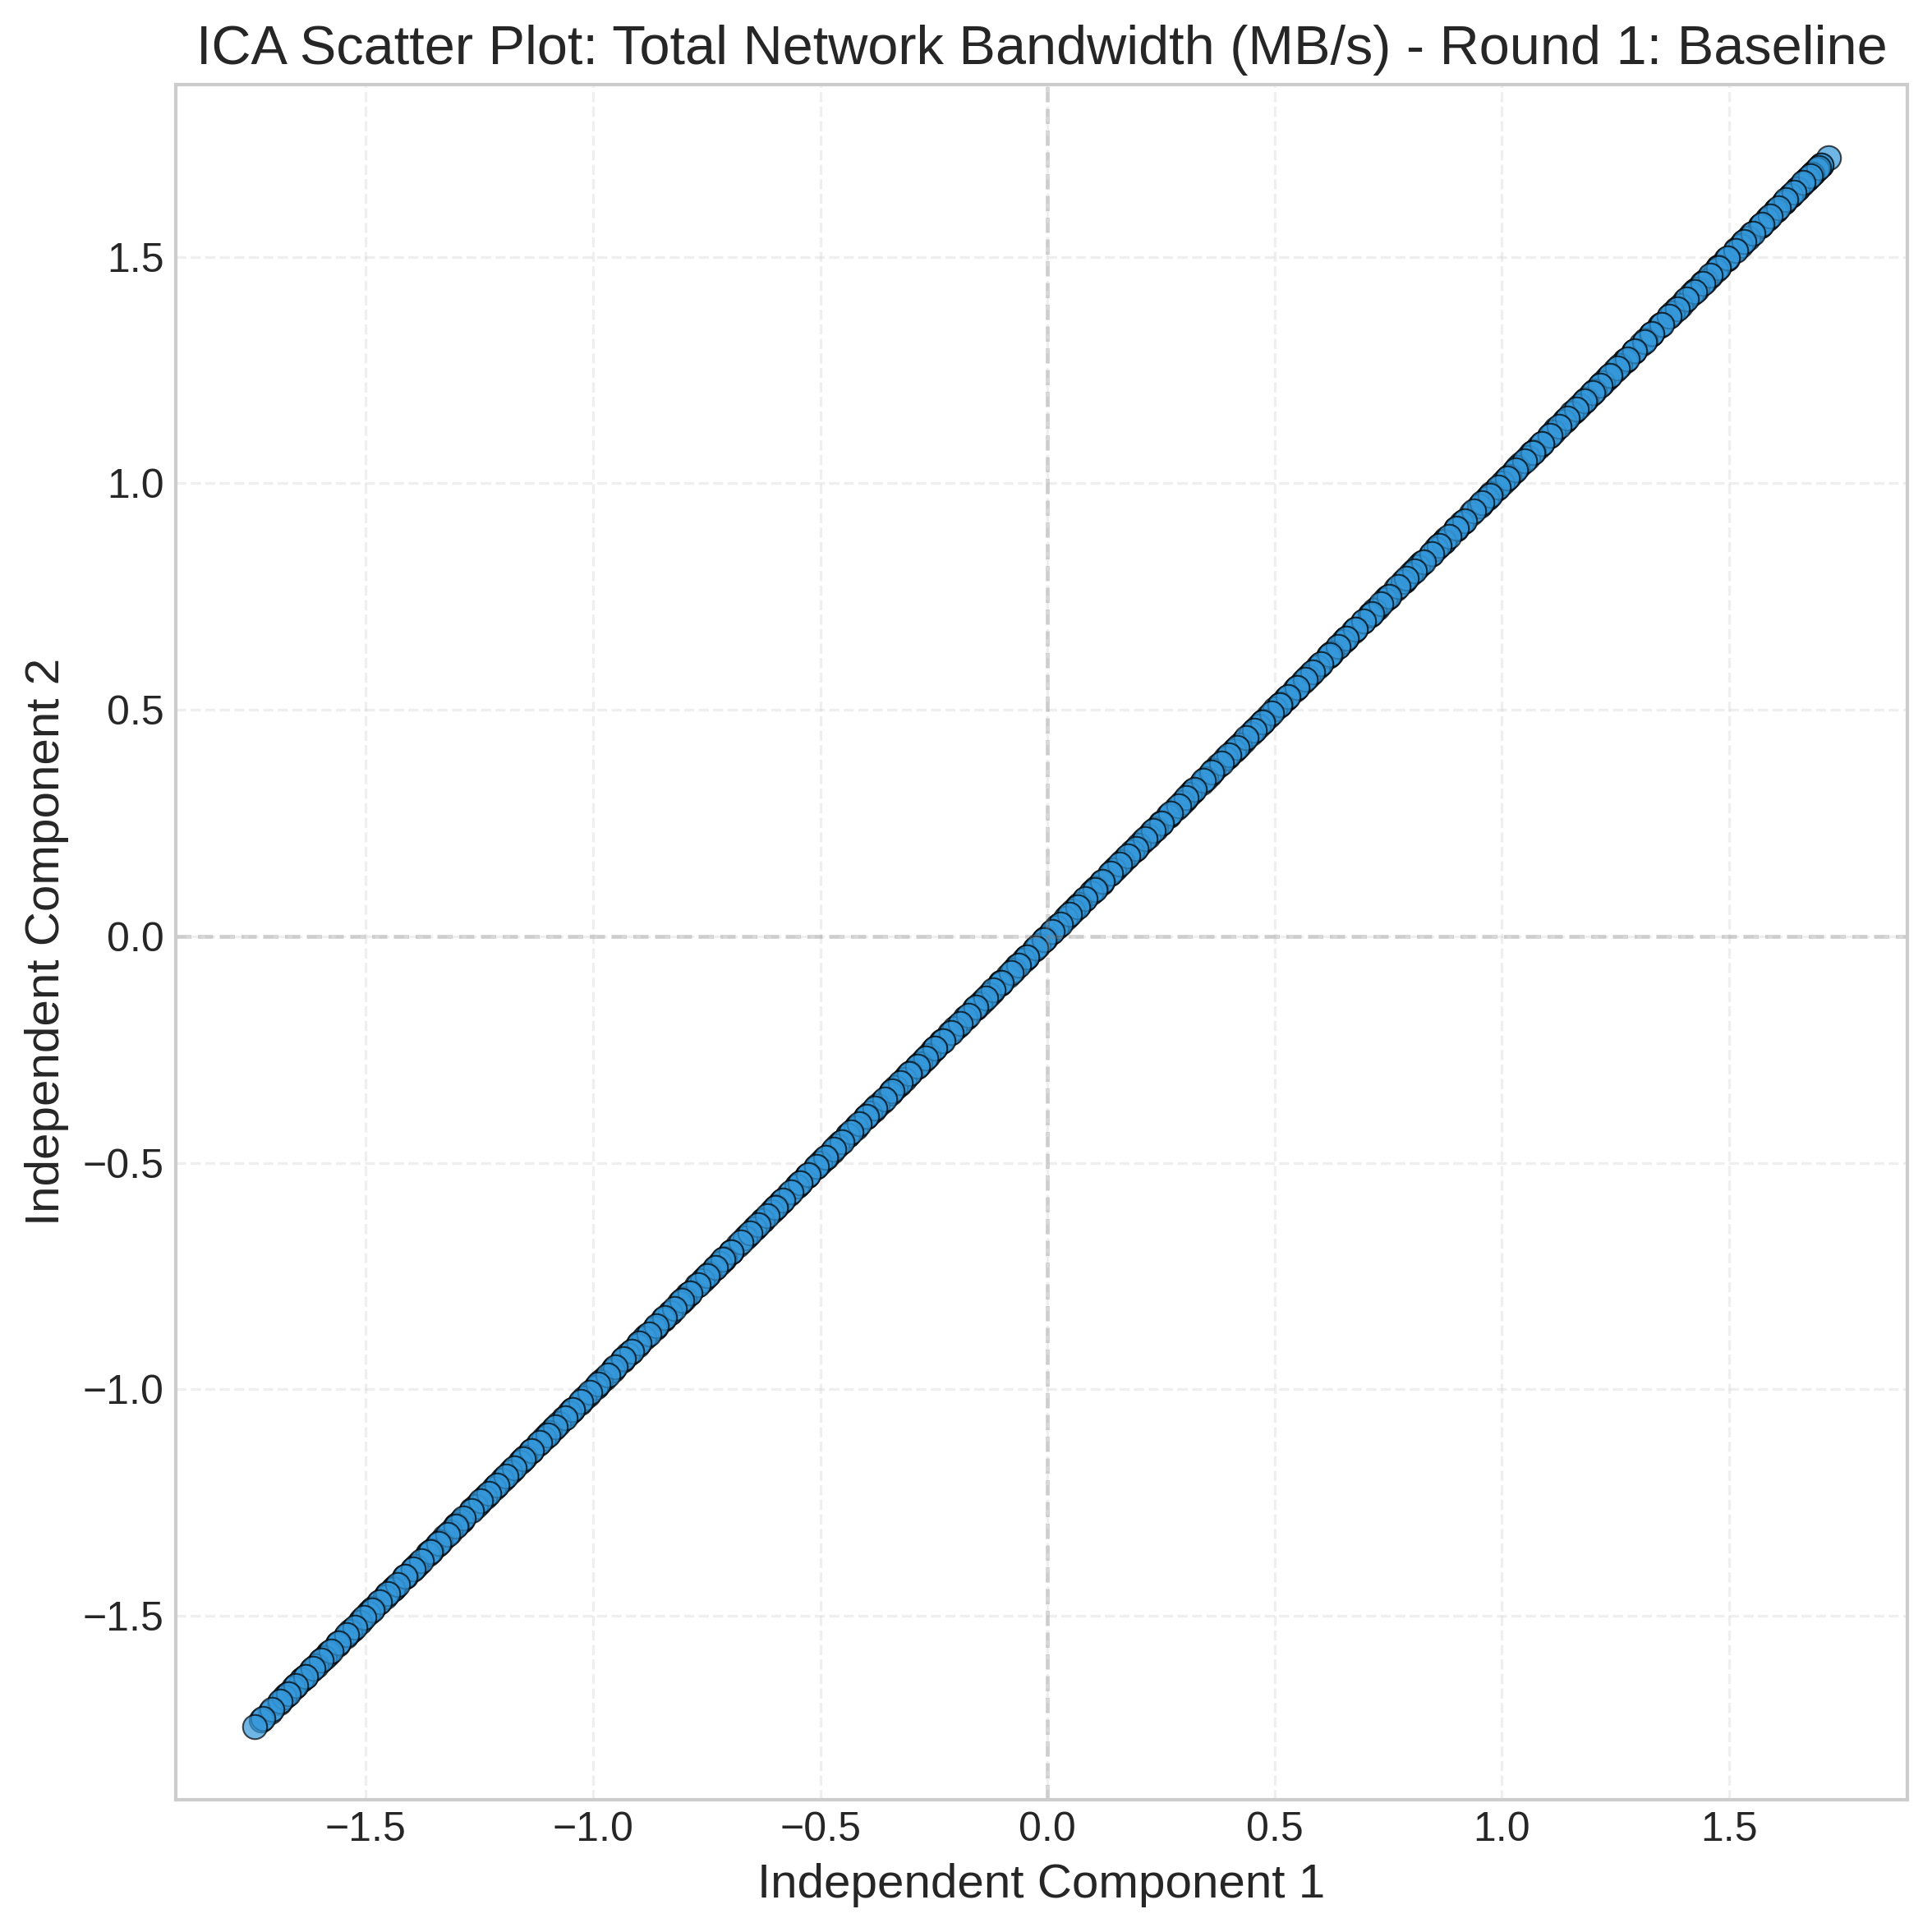 ICA Scatter Plot: Total Network Bandwidth (MB/s) - Round 1: Baseline
Independent Component 2
1.5
1.0
0.5
0.0
−0.5
−1.0
−1.5
−1.5 −1.0 −0.5 0.0 0.5 1.0 1.5
Independent Component 1